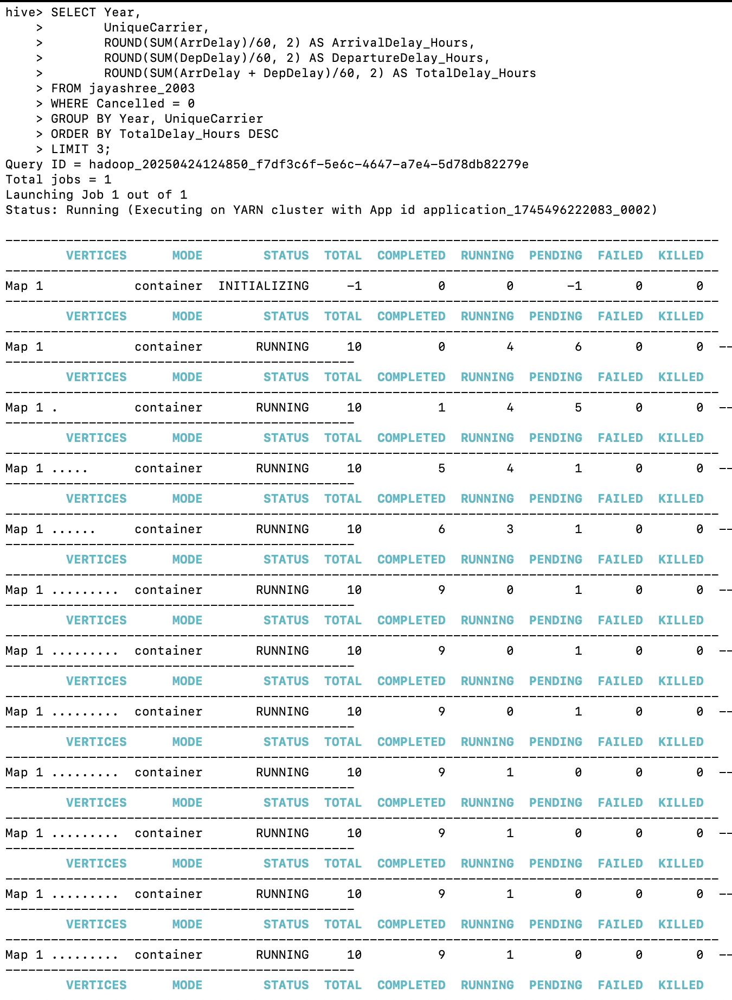 hive> SELECT Year,
    >        UniqueCarrier,
    >        ROUND(SUM(ArrDelay)/60, 2) AS ArrivalDelay_Hours,
    >        ROUND(SUM(DepDelay)/60, 2) AS DepartureDelay_Hours,
    >        ROUND(SUM(ArrDelay + DepDelay)/60, 2) AS TotalDelay_Hours
    > FROM jayashree_2003
    > WHERE Cancelled = 0
    > GROUP BY Year, UniqueCarrier
    > ORDER BY TotalDelay_Hours DESC
    > LIMIT 3;
Query ID = hadoop_20250424124850_f7df3c6f-5e6c-4647-a7e4-5d78db82279e
Total jobs = 1
Launching Job 1 out of 1
Status: Running (Executing on YARN cluster with App id application_1745496222083_0002)

----------------------------------------------------------------------------------------------
        VERTICES      MODE        STATUS  TOTAL  COMPLETED  RUNNING  PENDING  FAILED  KILLED
----------------------------------------------------------------------------------------------
Map 1            container  INITIALIZING     -1          0        0       -1       0       0
----------------------------------------------------------------------------------------------
        VERTICES      MODE        STATUS  TOTAL  COMPLETED  RUNNING  PENDING  FAILED  KILLED
----------------------------------------------------------------------------------------------
Map 1            container       RUNNING     10          0        4        6       0       0  --
----------------------------------------------
        VERTICES      MODE        STATUS  TOTAL  COMPLETED  RUNNING  PENDING  FAILED  KILLED
----------------------------------------------------------------------------------------------
Map 1 .          container       RUNNING     10          1        4        5       0       0  --
----------------------------------------------
        VERTICES      MODE        STATUS  TOTAL  COMPLETED  RUNNING  PENDING  FAILED  KILLED
----------------------------------------------------------------------------------------------
Map 1 .....      container       RUNNING     10          5        4        1       0       0  --
----------------------------------------------
        VERTICES      MODE        STATUS  TOTAL  COMPLETED  RUNNING  PENDING  FAILED  KILLED
----------------------------------------------------------------------------------------------
Map 1 ......     container       RUNNING     10          6        3        1       0       0  --
----------------------------------------------
        VERTICES      MODE        STATUS  TOTAL  COMPLETED  RUNNING  PENDING  FAILED  KILLED
----------------------------------------------------------------------------------------------
Map 1 .........  container       RUNNING     10          9        0        1       0       0  --
----------------------------------------------
        VERTICES      MODE        STATUS  TOTAL  COMPLETED  RUNNING  PENDING  FAILED  KILLED
----------------------------------------------------------------------------------------------
Map 1 .........  container       RUNNING     10          9        0        1       0       0  --
----------------------------------------------
        VERTICES      MODE        STATUS  TOTAL  COMPLETED  RUNNING  PENDING  FAILED  KILLED
----------------------------------------------------------------------------------------------
Map 1 .........  container       RUNNING     10          9        0        1       0       0  --
----------------------------------------------
        VERTICES      MODE        STATUS  TOTAL  COMPLETED  RUNNING  PENDING  FAILED  KILLED
----------------------------------------------------------------------------------------------
Map 1 .........  container       RUNNING     10          9        1        0       0       0  --
----------------------------------------------
        VERTICES      MODE        STATUS  TOTAL  COMPLETED  RUNNING  PENDING  FAILED  KILLED
----------------------------------------------------------------------------------------------
Map 1 .........  container       RUNNING     10          9        1        0       0       0  --
----------------------------------------------
        VERTICES      MODE        STATUS  TOTAL  COMPLETED  RUNNING  PENDING  FAILED  KILLED
----------------------------------------------------------------------------------------------
Map 1 .........  container       RUNNING     10          9        1        0       0       0  --
----------------------------------------------
        VERTICES      MODE        STATUS  TOTAL  COMPLETED  RUNNING  PENDING  FAILED  KILLED
----------------------------------------------------------------------------------------------
Map 1 .........  container       RUNNING     10          9        1        0       0       0  --
----------------------------------------------
        VERTICES      MODE        STATUS  TOTAL  COMPLETED  RUNNING  PENDING  FAILED  KILLED